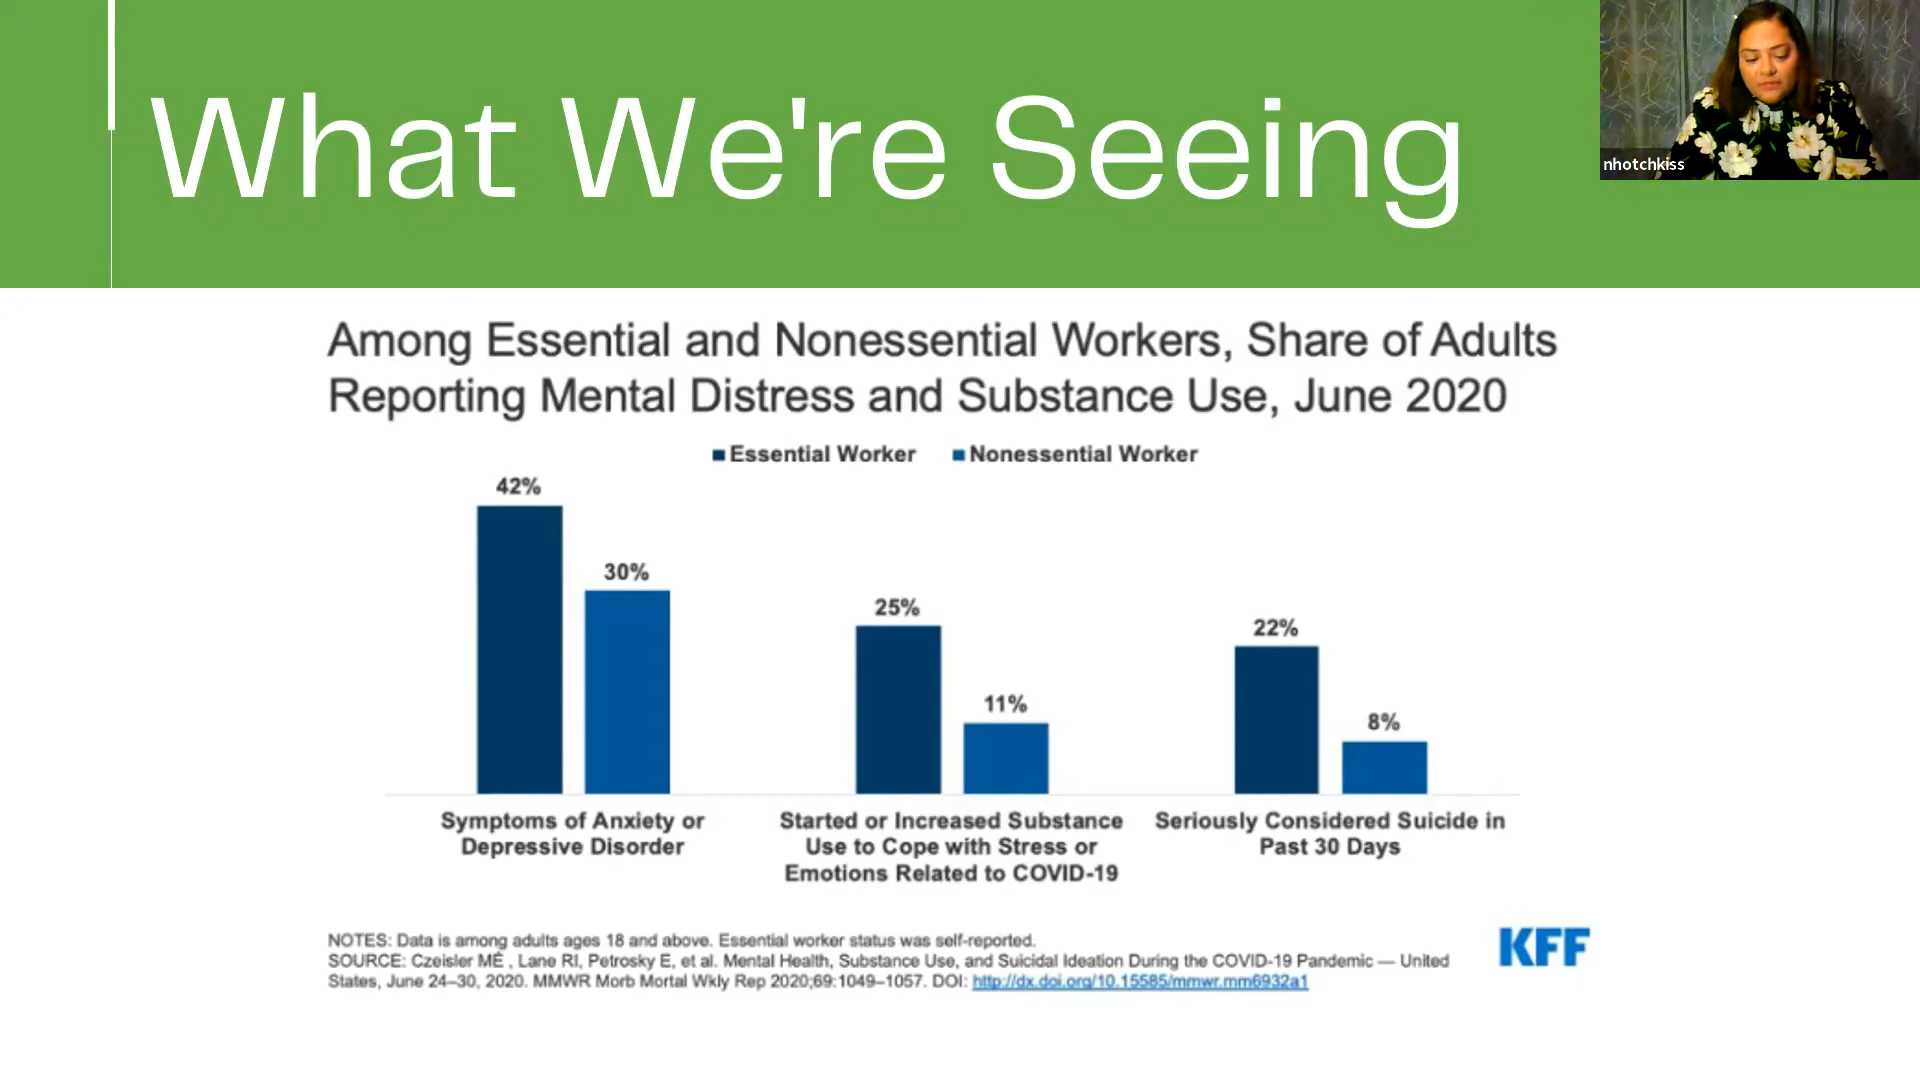 What We're Seeing
nhotchkiss
Among Essential and Nonessential Workers, Share of Adults
Reporting Mental Distress and Substance Use, June 2020
Essential Worker Nonessential Worker
42%
30%
25%
11%
22%
8%
Symptoms of Anxiety or
Depressive Disorder
Started or Increased Substance
Use to Cope with Stress or
Emotions Related to COVID-19
Seriously Considered Suicide in
Past 30 Days
NOTES: Data is among adults ages 18 and above. Essential worker status was self-reported.
SOURCE: Czeisler MÉ , Lane RI, Petrosky E, et al. Mental Health, Substance Use, and Suicidal Ideation During the COVID-19 Pandemic — United
States, June 24–30, 2020. MMWR Morb Mortal Wkly Rep 2020;69:1049–1057. DOI: http://dx.doi.org/10.15585/mmwr.mm6932a1
KFF